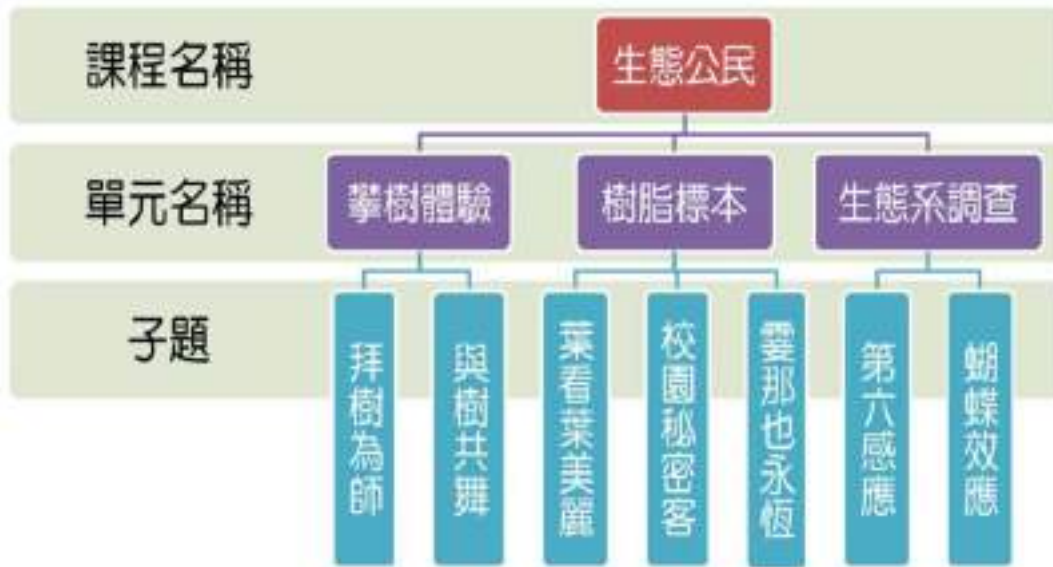 課程名稱
生態公民
單元名稱
攀樹體驗
樹脂標本
生態系調查
子題
拜樹為師
與樹共舞
葉看葉美麗
校園秘密客
霎那也永恆
第六感應
蝴蝶效應